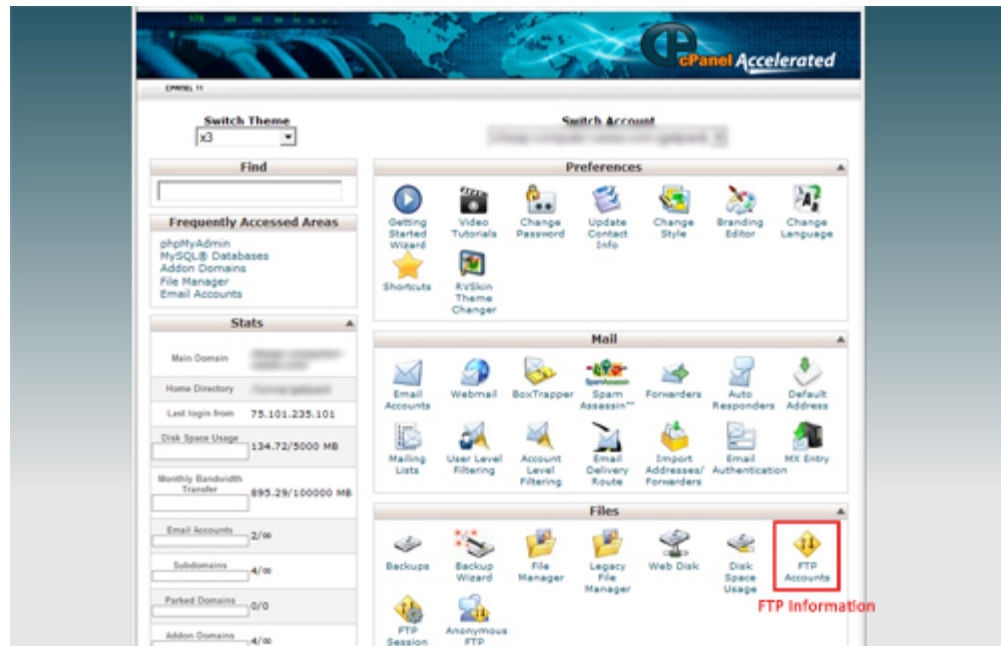 cPanel Accelerated
CPANEL 11
Switch Theme
x3
Switch Account
Find
Frequently Accessed Areas
phpMyAdmin
MySQL® Databases
Addon Domains
File Manager
Email Accounts
Stats
Main Domain
Home Directory
Last login from 75.101.235.101
Disk Space Usage
134.72/5000 MB
Monthly Bandwidth
Transfer
895.29/100000 MB
Email Accounts
2/∞
Subdomains
4/∞
Parked Domains
0/0
Addon Domains
4/∞
Preferences
Getting Started Wizard
Video Tutorials
Change Password
Update Contact Info
Change Style
Branding Editor
Change Language
Shortcuts
RVSkin Theme Changer
Mail
Email Accounts
Webmail
BoxTrapper
SpamAssassin
Spam Assassin™
Forwarders
Auto Responders
Default Address
Mailing Lists
User Level Filtering
Account Level Filtering
Email Delivery Route
Import Addresses/ Forwarders
Email Authentication
MX Entry
Files
Backups
Backup Wizard
File Manager
Legacy File Manager
Web Disk
Disk Space Usage
FTP Accounts
FTP Information
FTP Session
Anonymous FTP